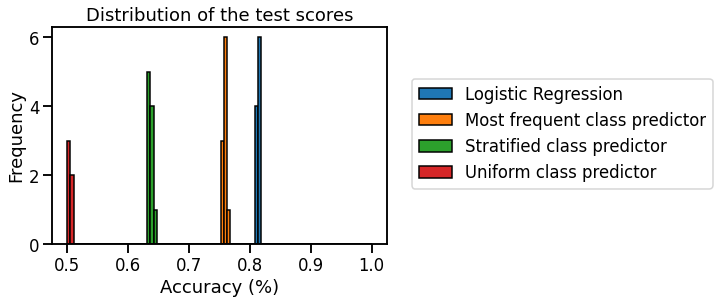 Distribution of the test scores
6
4
2
0
Frequency
0.5 0.6 0.7 0.8 0.9 1.0
Accuracy (%)
Logistic Regression
Most frequent class predictor
Stratified class predictor
Uniform class predictor